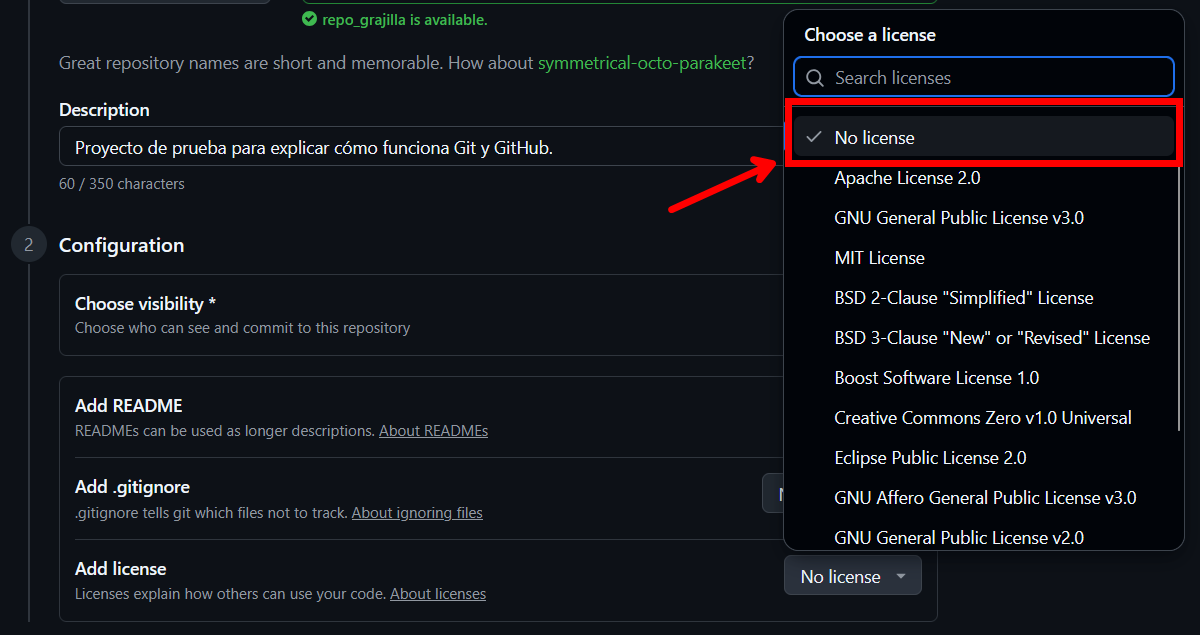 repo_grajilla is available.
Great repository names are short and memorable. How about symmetrical-octo-parakeet?
Description
Proyecto de prueba para explicar cómo funciona Git y GitHub.
60 / 350 characters
2
Configuration
Choose visibility *
Choose who can see and commit to this repository
Add README
READMEs can be used as longer descriptions. About READMEs
Add .gitignore
.gitignore tells git which files not to track. About ignoring files
Add license
Licenses explain how others can use your code. About licenses
No license
Choose a license
Search licenses
No license
Apache License 2.0
GNU General Public License v3.0
MIT License
BSD 2-Clause "Simplified" License
BSD 3-Clause "New" or "Revised" License
Boost Software License 1.0
Creative Commons Zero v1.0 Universal
Eclipse Public License 2.0
GNU Affero General Public License v3.0
GNU General Public License v2.0